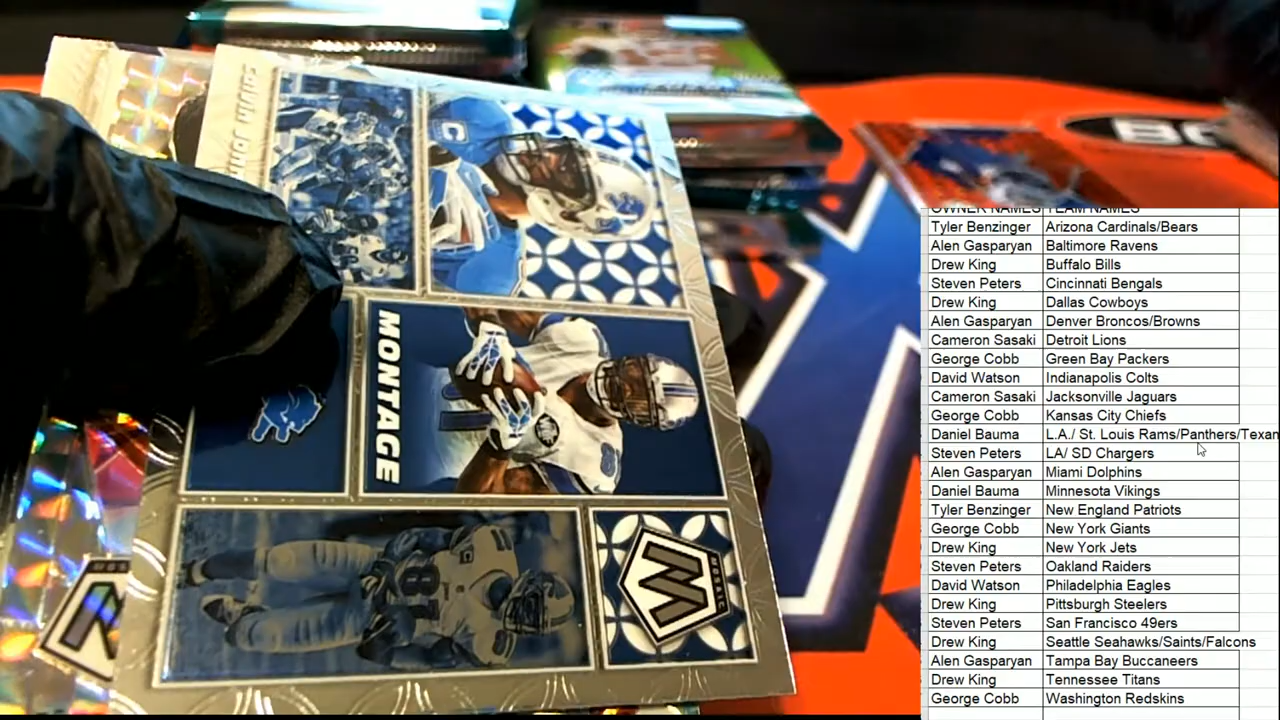 MONTAGE
MOSAIC
81
C
OWNER NAMES TEAM NAMES
Tyler Benzinger Arizona Cardinals/Bears
Alen Gasparyan Baltimore Ravens
Drew King Buffalo Bills
Steven Peters Cincinnati Bengals
Drew King Dallas Cowboys
Alen Gasparyan Denver Broncos/Browns
Cameron Sasaki Detroit Lions
George Cobb Green Bay Packers
David Watson Indianapolis Colts
Cameron Sasaki Jacksonville Jaguars
George Cobb Kansas City Chiefs
Daniel Bauma L.A./ St. Louis Rams/Panthers/Texan
Steven Peters LA/ SD Chargers
Alen Gasparyan Miami Dolphins
Daniel Bauma Minnesota Vikings
Tyler Benzinger New England Patriots
George Cobb New York Giants
Drew King New York Jets
Steven Peters Oakland Raiders
David Watson Philadelphia Eagles
Drew King Pittsburgh Steelers
Steven Peters San Francisco 49ers
Drew King Seattle Seahawks/Saints/Falcons
Alen Gasparyan Tampa Bay Buccaneers
Drew King Tennessee Titans
George Cobb Washington Redskins